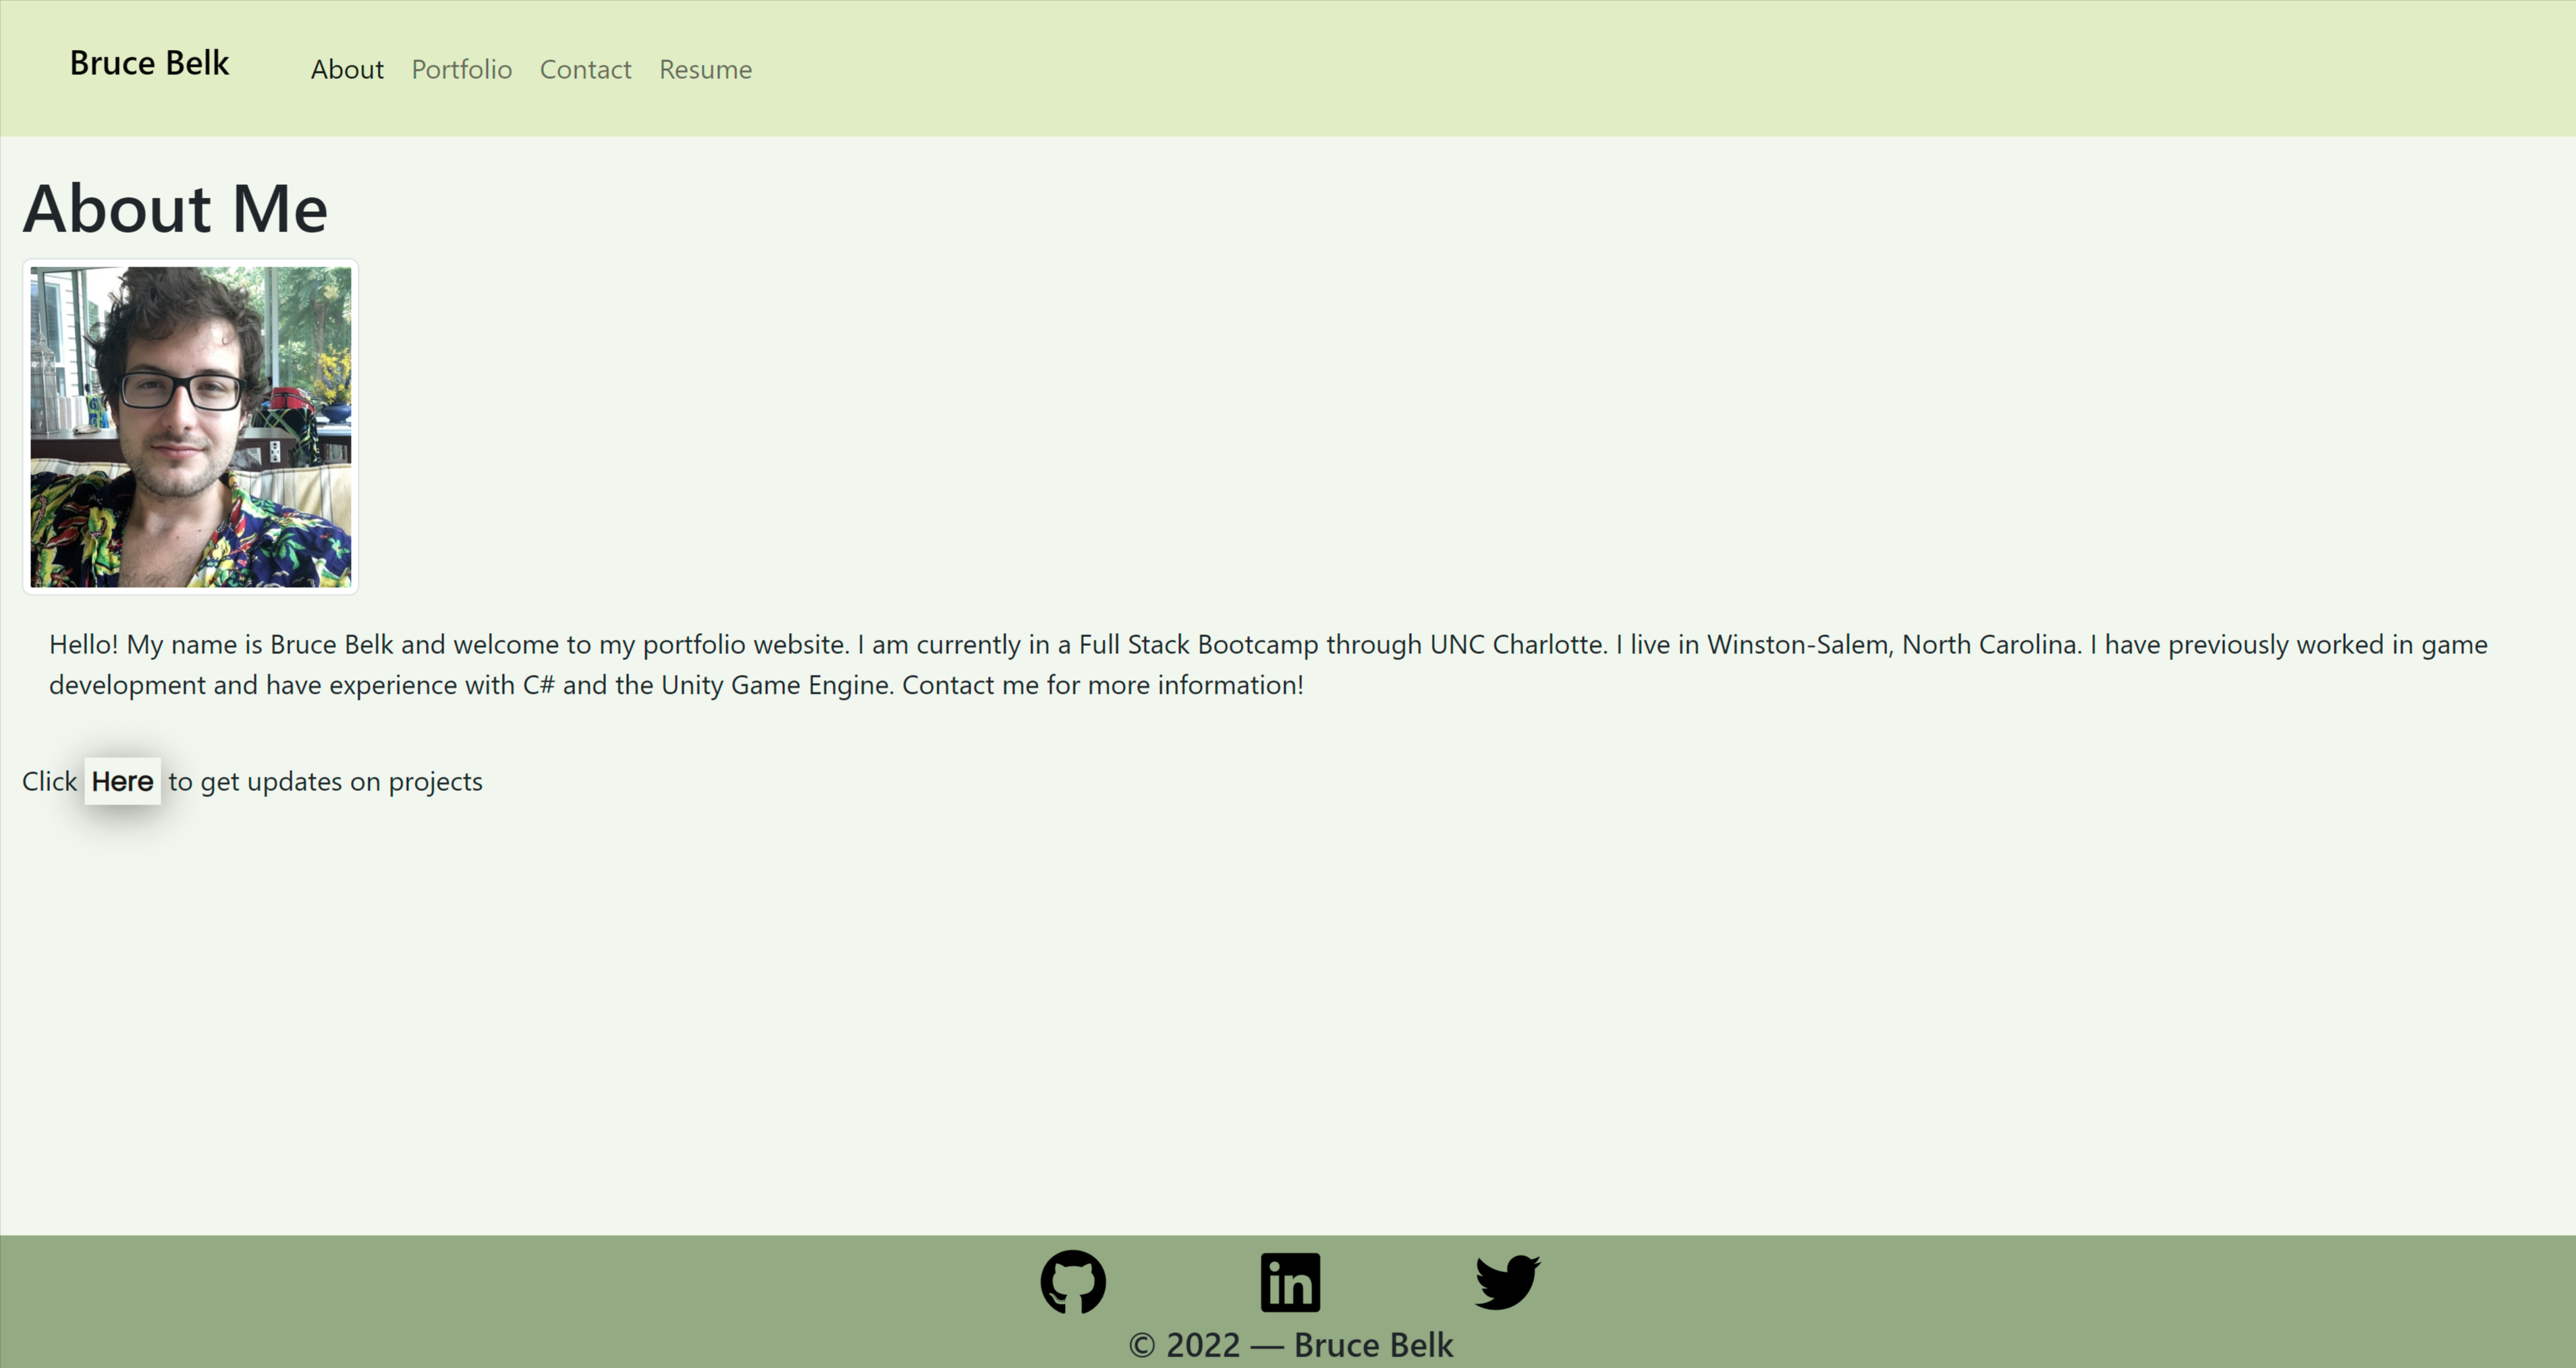 Bruce Belk
About Portfolio Contact Resume
About Me
Hello! My name is Bruce Belk and welcome to my portfolio website. I am currently in a Full Stack Bootcamp through UNC Charlotte. I live in Winston-Salem, North Carolina. I have previously worked in game
development and have experience with C# and the Unity Game Engine. Contact me for more information!
Click Here to get updates on projects
in
© 2022 — Bruce Belk